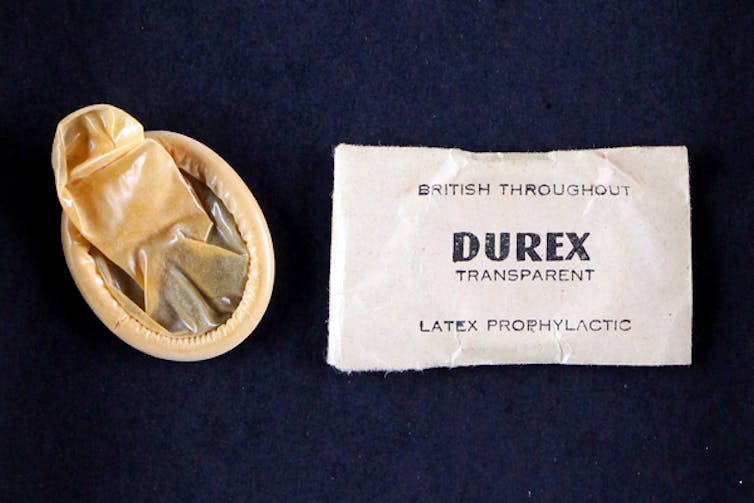 BRITISH THROUGHOUT
DUREX
TRANSPARENT
LATEX PROPHYLACTIC